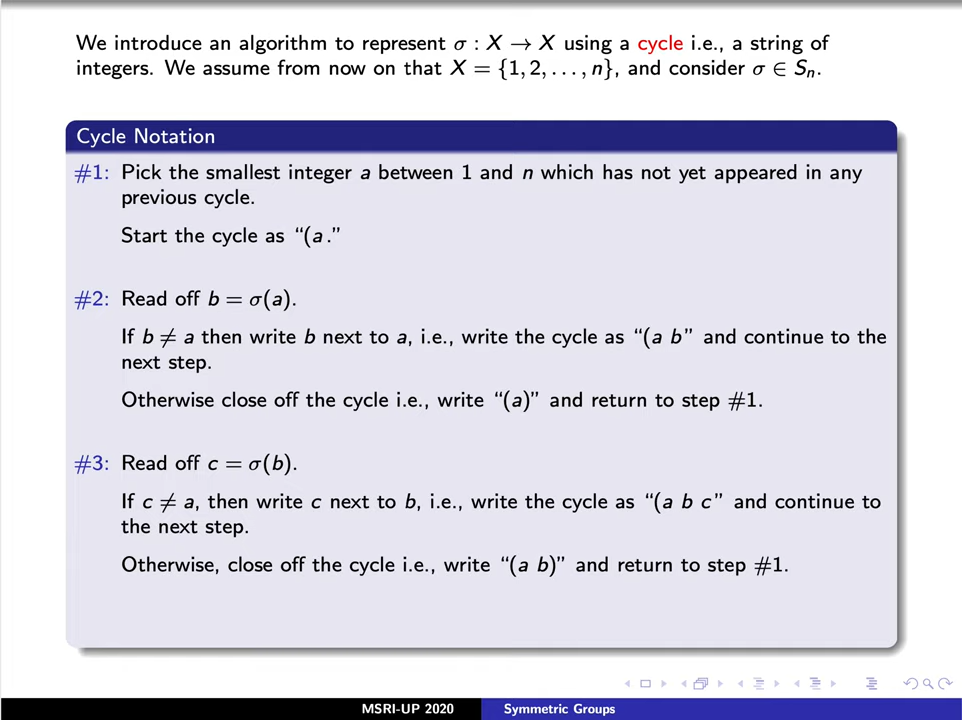 We introduce an algorithm to represent σ : X → X using a cycle i.e., a string of
integers. We assume from now on that X = {1, 2, . . . , n}, and consider σ ∈ Sₙ.
Cycle Notation
#1: Pick the smallest integer a between 1 and n which has not yet appeared in any
previous cycle.
Start the cycle as “(a .”
#2: Read off b = σ(a).
If b ≠ a then write b next to a, i.e., write the cycle as “(a b” and continue to the
next step.
Otherwise close off the cycle i.e., write “(a)” and return to step #1.
#3: Read off c = σ(b).
If c ≠ a, then write c next to b, i.e., write the cycle as “(a b c” and continue to
the next step.
Otherwise, close off the cycle i.e., write “(a b)” and return to step #1.
MSRI-UP 2020 Symmetric Groups